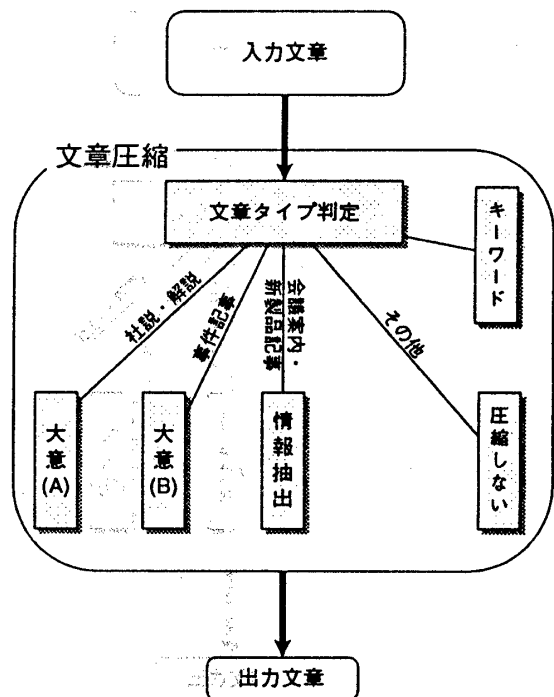 入力文章
文章圧縮
文章タイプ判定
キーワード
社説・解説
事件記事
会議案内・
新製品記事
その他
大意
(A)
大意
(B)
情報抽出
圧縮しない
出力文章